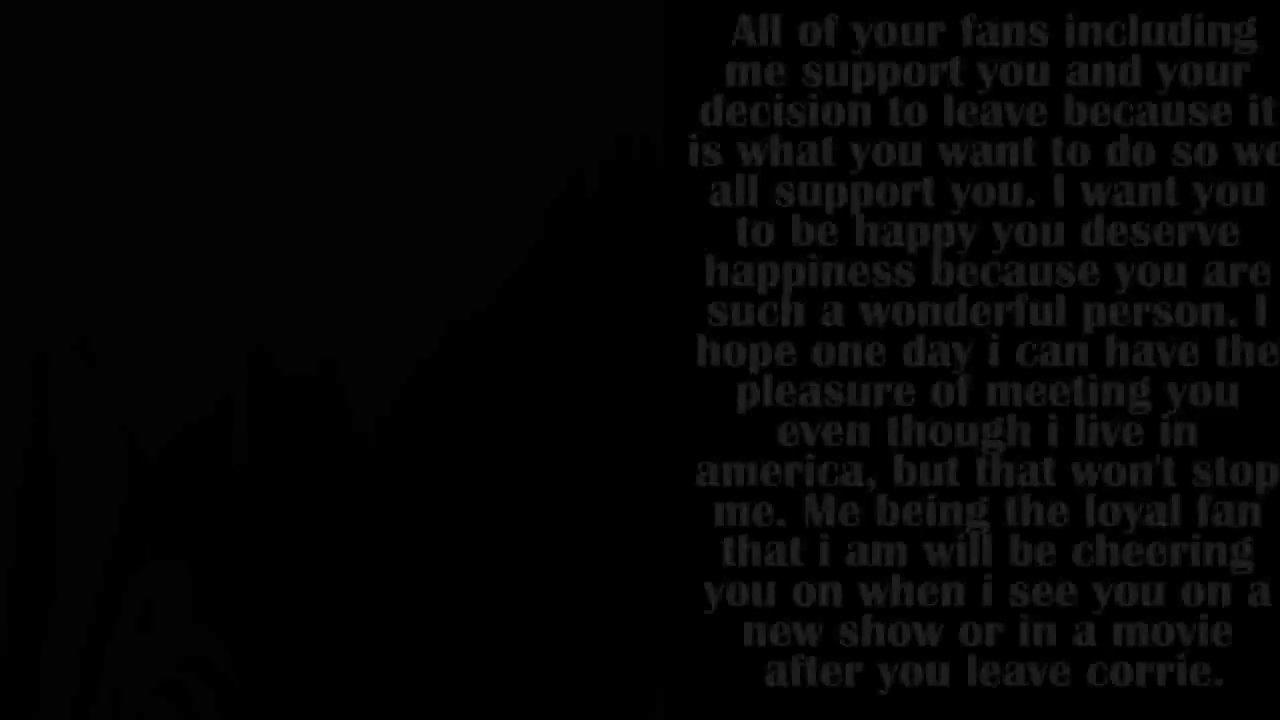 All of your fans including
me support you and your
decision to leave because it
is what you want to do so we
all support you. I want you
to be happy you deserve
happiness because you are
such a wonderful person. I
hope one day i can have the
pleasure of meeting you
even though i live in
america, but that won't stop
me. Me being the loyal fan
that i am will be cheering
you on when i see you on a
new show or in a movie
after you leave corrie.